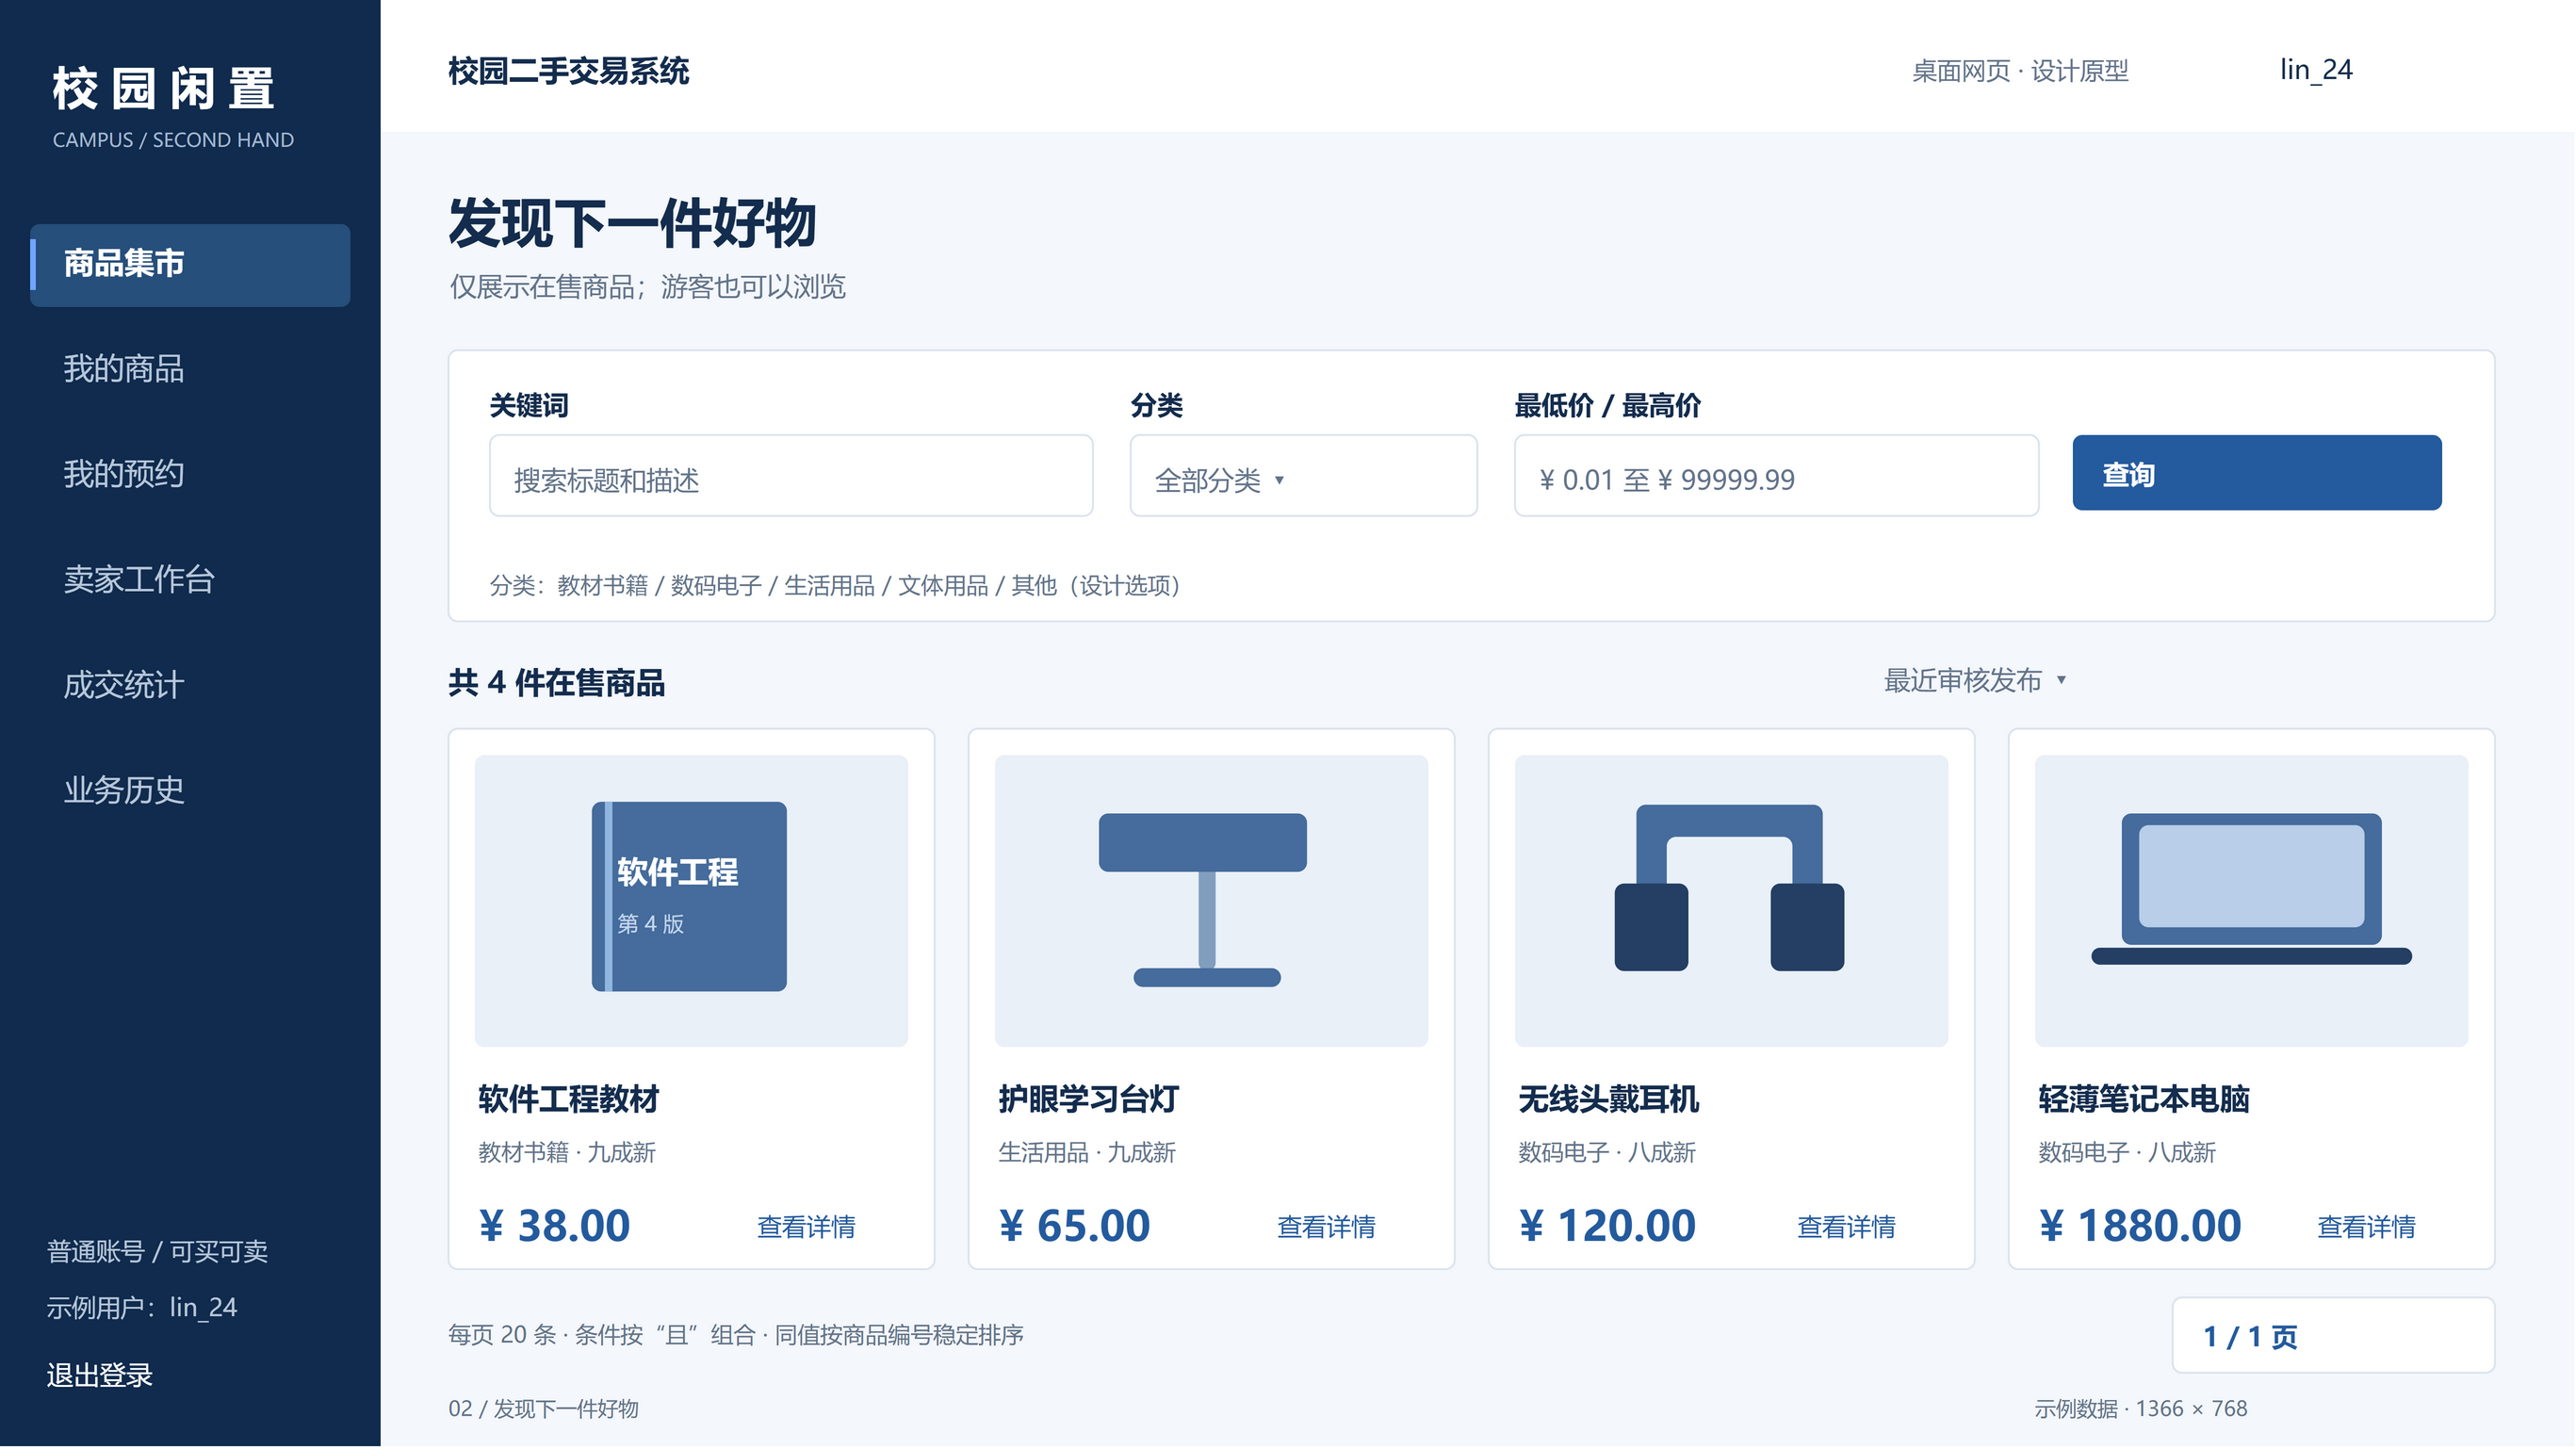 校园闲置
CAMPUS / SECOND HAND
商品集市
我的商品
我的预约
卖家工作台
成交统计
业务历史
普通账号 / 可买可卖
示例用户：lin_24
退出登录
校园二手交易系统
桌面网页 · 设计原型
lin_24
发现下一件好物
仅展示在售商品；游客也可以浏览
关键词
分类
最低价 / 最高价
搜索标题和描述
全部分类 ▾
¥ 0.01 至 ¥ 99999.99
查询
分类：教材书籍 / 数码电子 / 生活用品 / 文体用品 / 其他（设计选项）
共 4 件在售商品
最近审核发布 ▾
软件工程
第 4 版
软件工程教材
教材书籍 · 九成新
¥ 38.00
查看详情
护眼学习台灯
生活用品 · 九成新
¥ 65.00
查看详情
无线头戴耳机
数码电子 · 八成新
¥ 120.00
查看详情
轻薄笔记本电脑
数码电子 · 八成新
¥ 1880.00
查看详情
每页 20 条 · 条件按“且”组合 · 同值按商品编号稳定排序
1 / 1 页
02 / 发现下一件好物
示例数据 · 1366 × 768